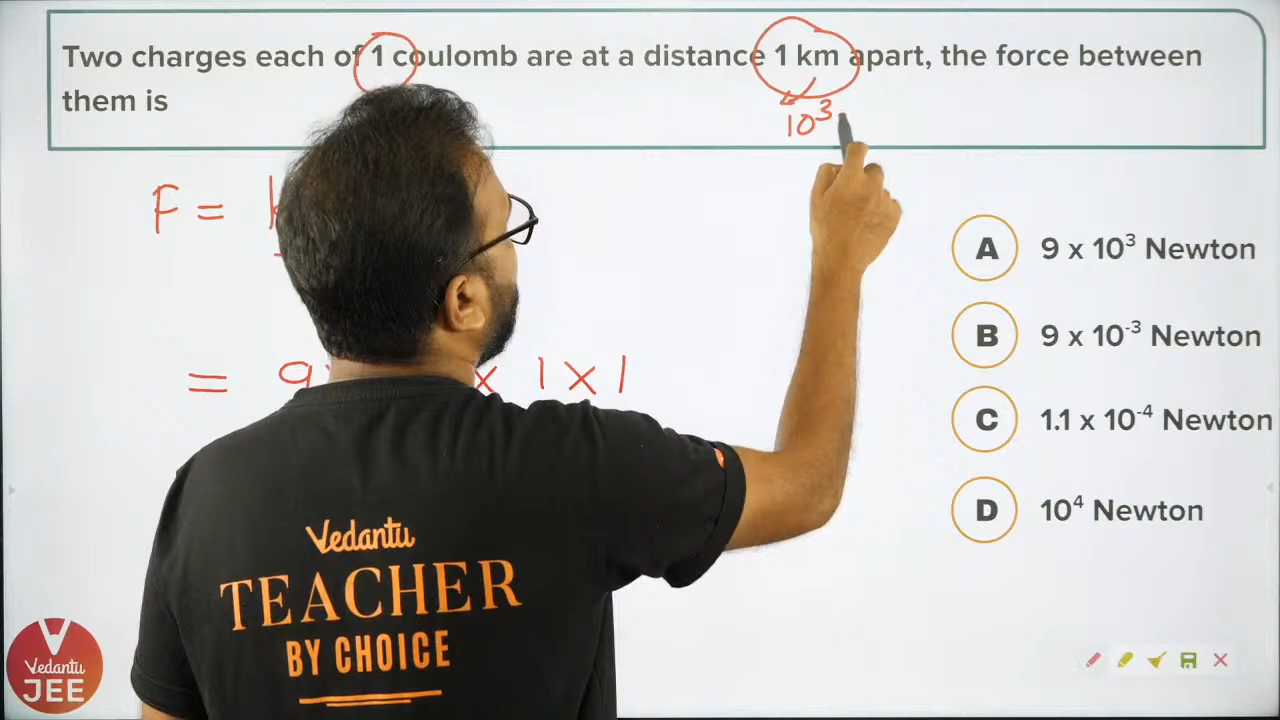 Two charges each of 1 coulomb are at a distance 1 km apart, the force between
them is
10³
F =
A 9 x 10³ Newton
B 9 x 10⁻³ Newton
= 9 x 1 x 1
C 1.1 x 10⁻⁴ Newton
D 10⁴ Newton
Vedantu
TEACHER
BY CHOICE
Vedantu
JEE